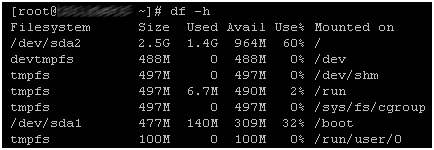 [root@ ~]# df -h
Filesystem Size Used Avail Use% Mounted on
/dev/sda2 2.5G 1.4G 964M 60% /
devtmpfs 488M 0 488M 0% /dev
tmpfs 497M 0 497M 0% /dev/shm
tmpfs 497M 6.7M 490M 2% /run
tmpfs 497M 0 497M 0% /sys/fs/cgroup
/dev/sda1 477M 140M 309M 32% /boot
tmpfs 100M 0 100M 0% /run/user/0